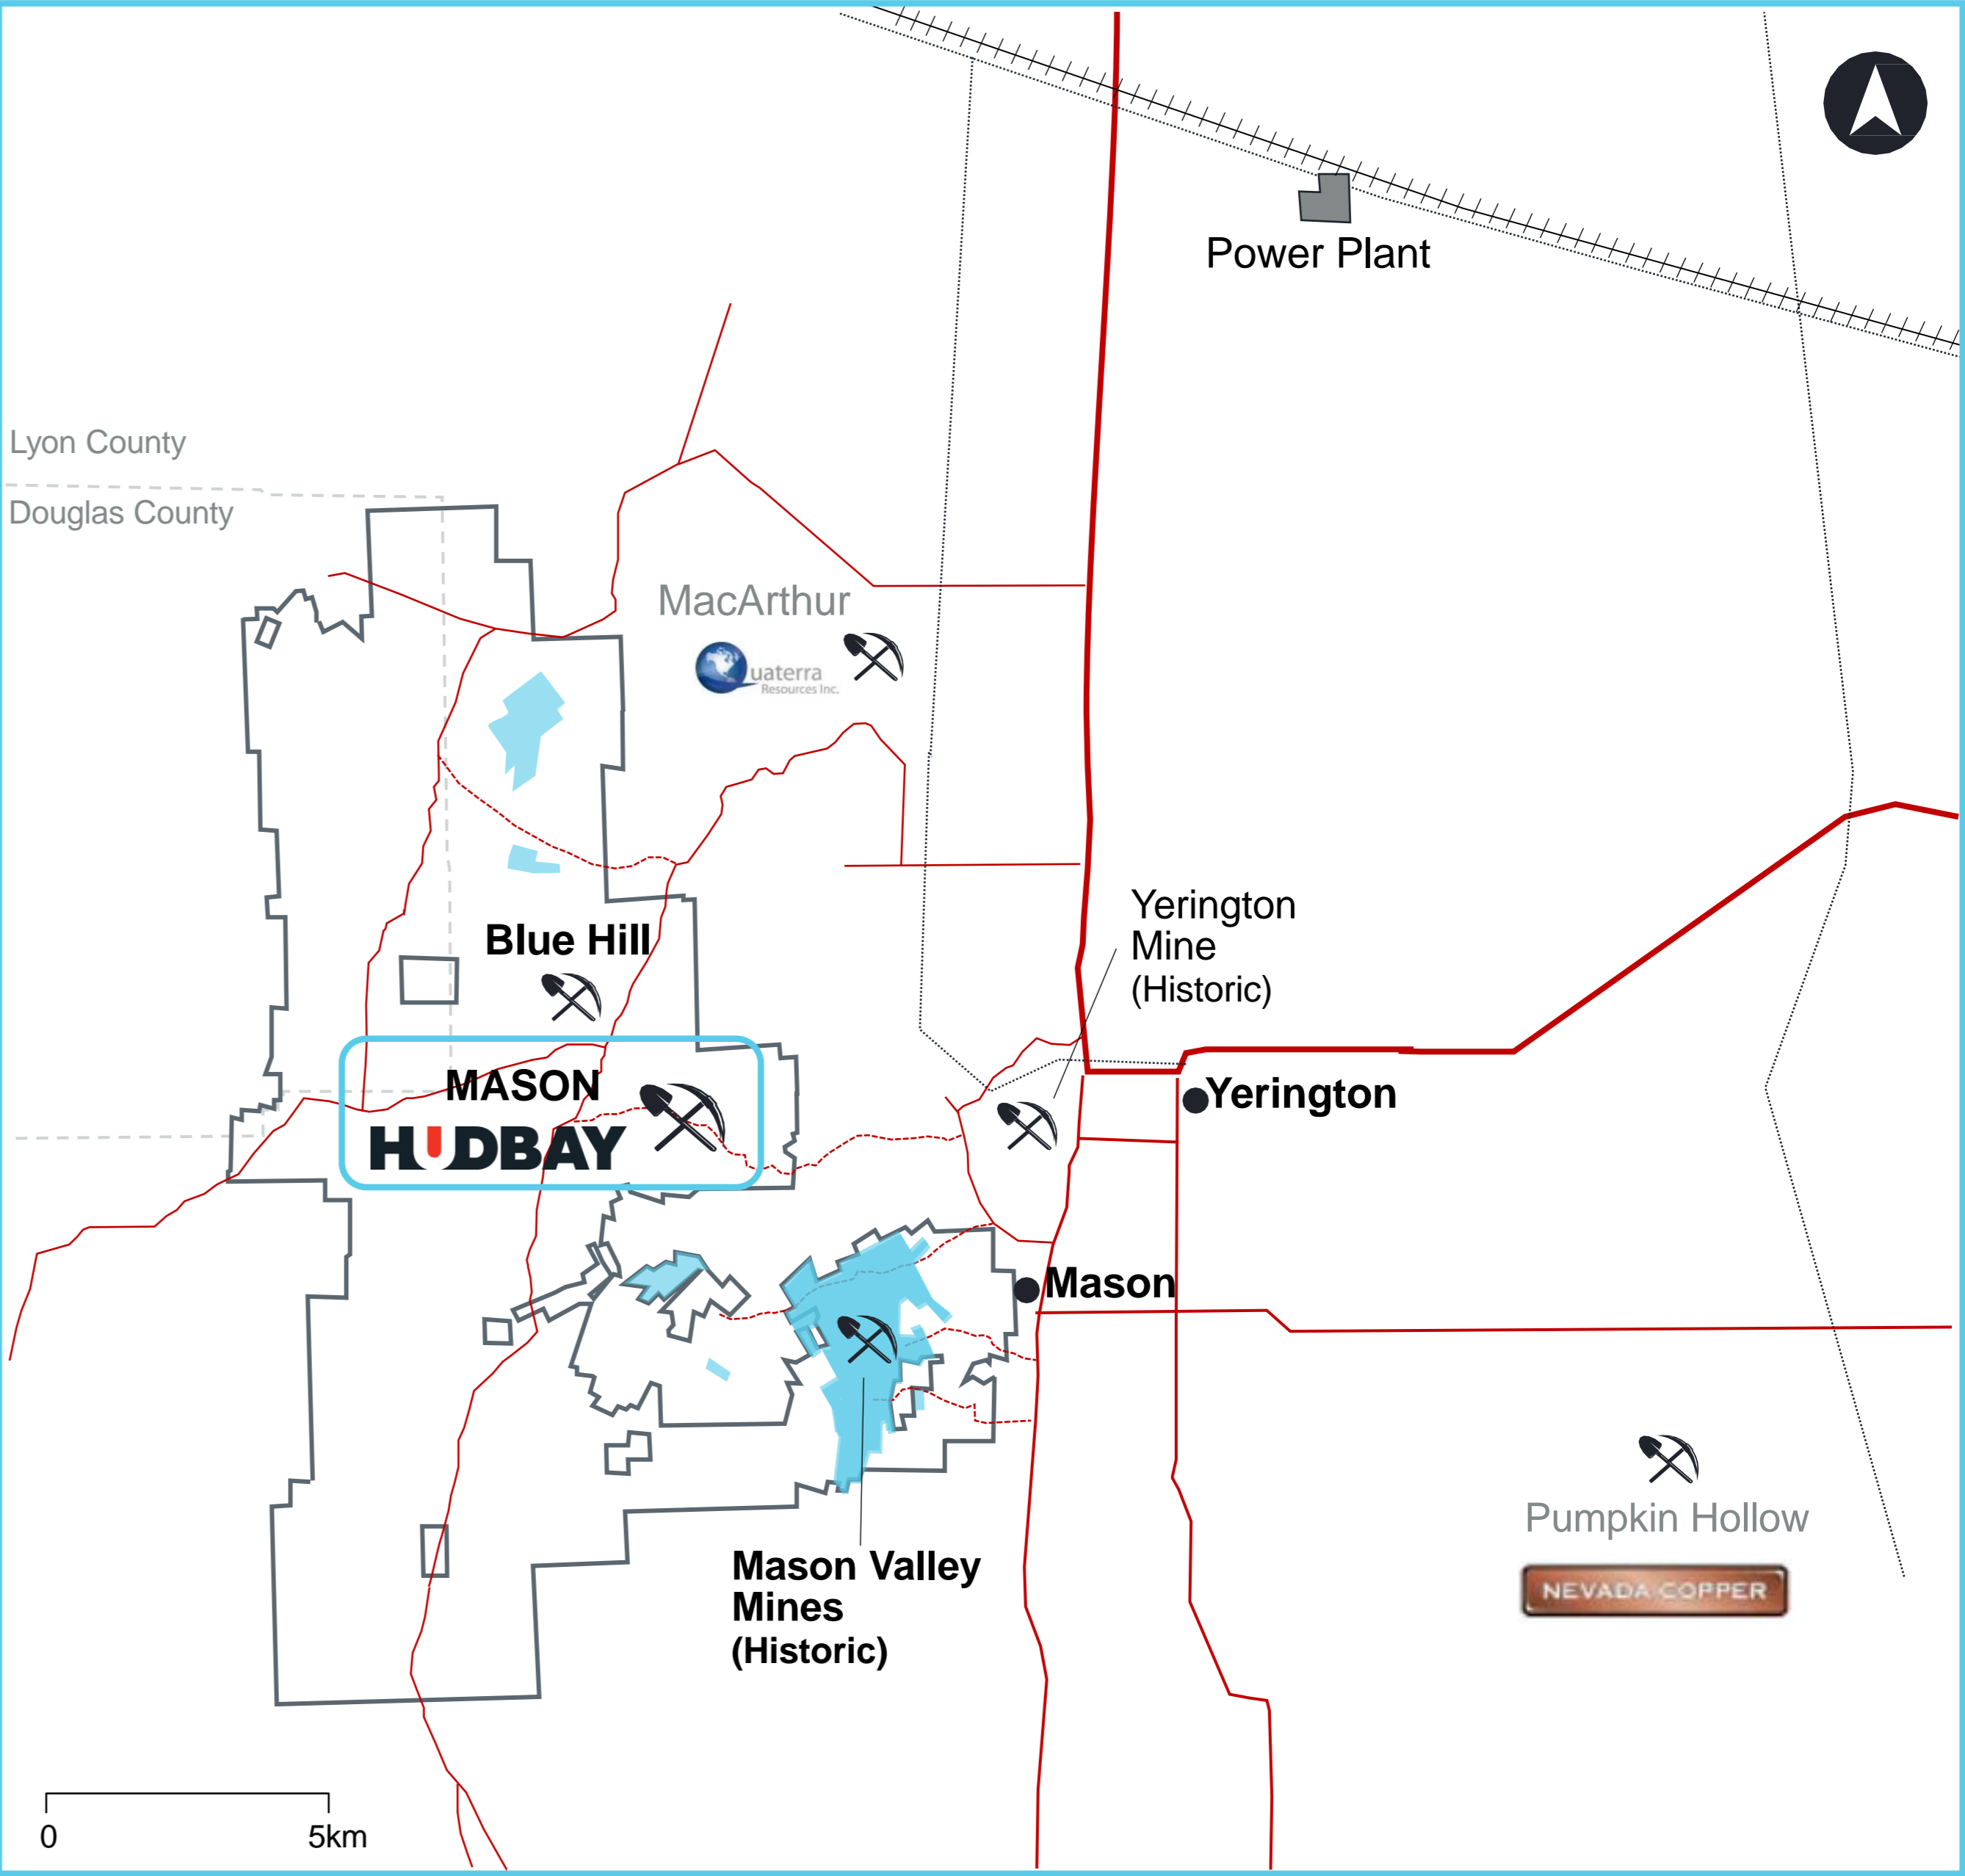 Power Plant
Lyon County
Douglas County
MacArthur
Quaterra
Resources Inc.
Yerington
Mine
(Historic)
Blue Hill
MASON
HUDBAY
Yerington
Mason
Pumpkin Hollow
NEVADA COPPER
Mason Valley
Mines
(Historic)
0 5km